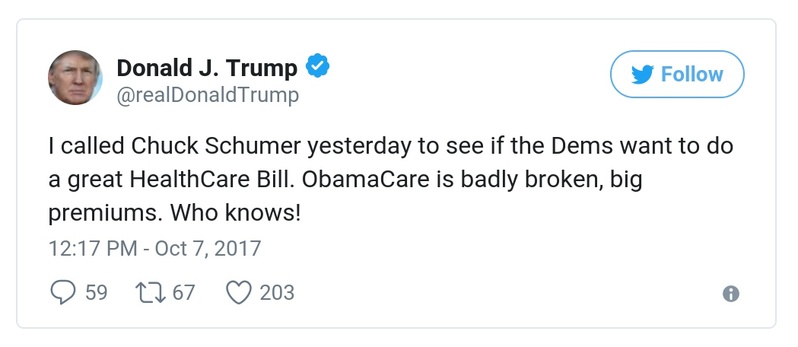 Donald J. Trump
Follow
@realDonaldTrump
I called Chuck Schumer yesterday to see if the Dems want to do
a great HealthCare Bill. ObamaCare is badly broken, big
premiums. Who knows!
12:17 PM - Oct 7, 2017
59 67 203